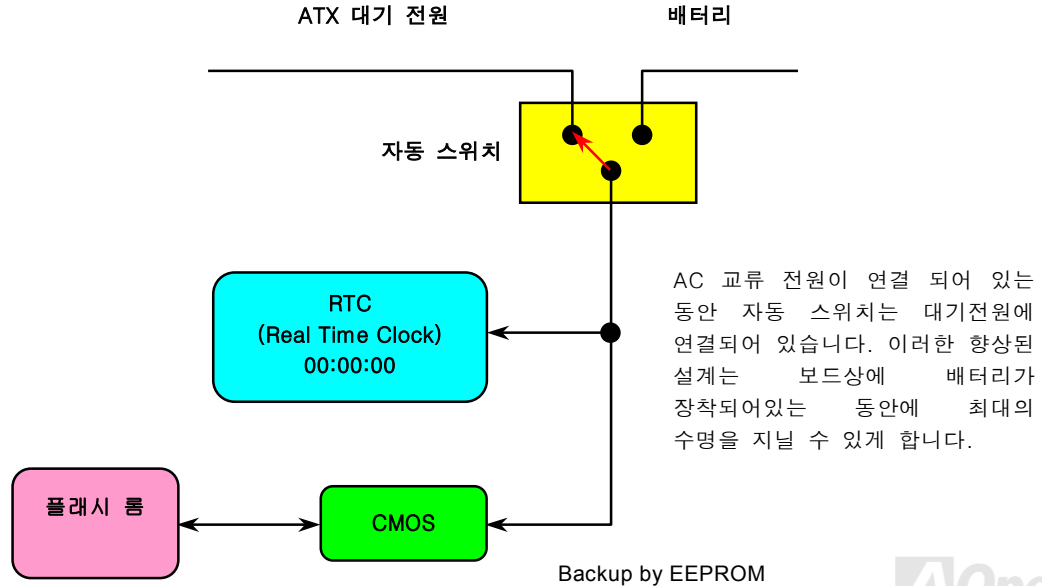 ATX 대기 전원
배터리
자동 스위치
RTC
(Real Time Clock)
00:00:00
AC 교류 전원이 연결 되어 있는
동안 자동 스위치는 대기전원에
연결되어 있습니다. 이러한 향상된
설계는 보드상에 배터리가
장착되어있는 동안에 최대의
수명을 지닐 수 있게 합니다.
플래시 롬
CMOS
Backup by EEPROM